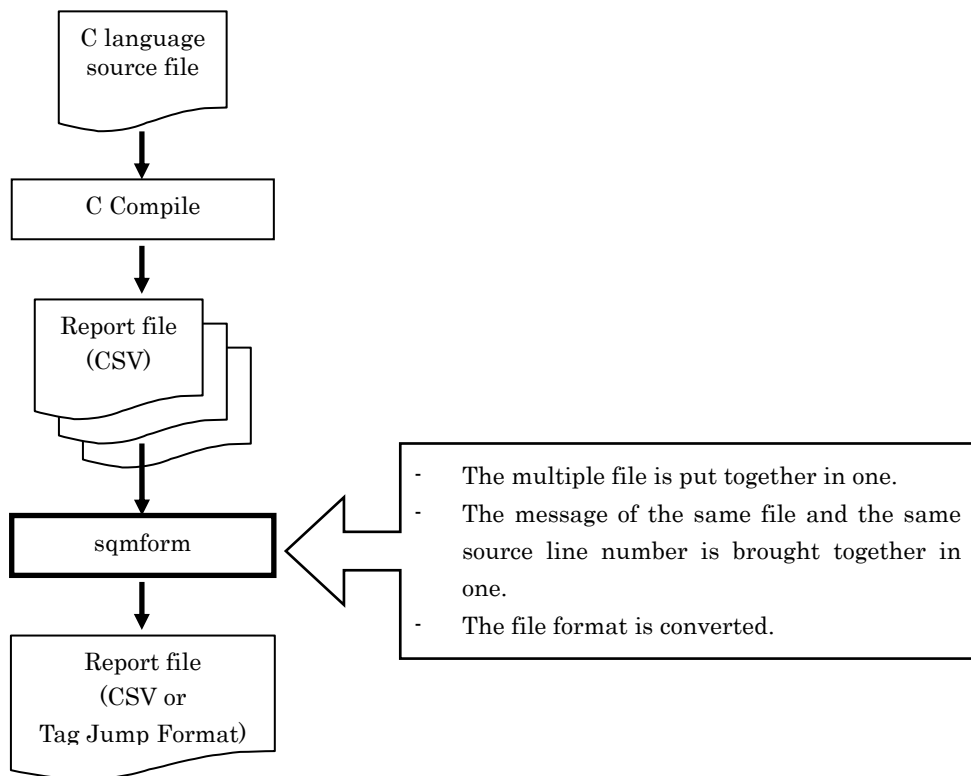 C language
source file
C Compile
Report file
(CSV)
sqmform
- The multiple file is put together in one.
- The message of the same file and the same
source line number is brought together in
one.
- The file format is converted.
Report file
(CSV or
Tag Jump Format)